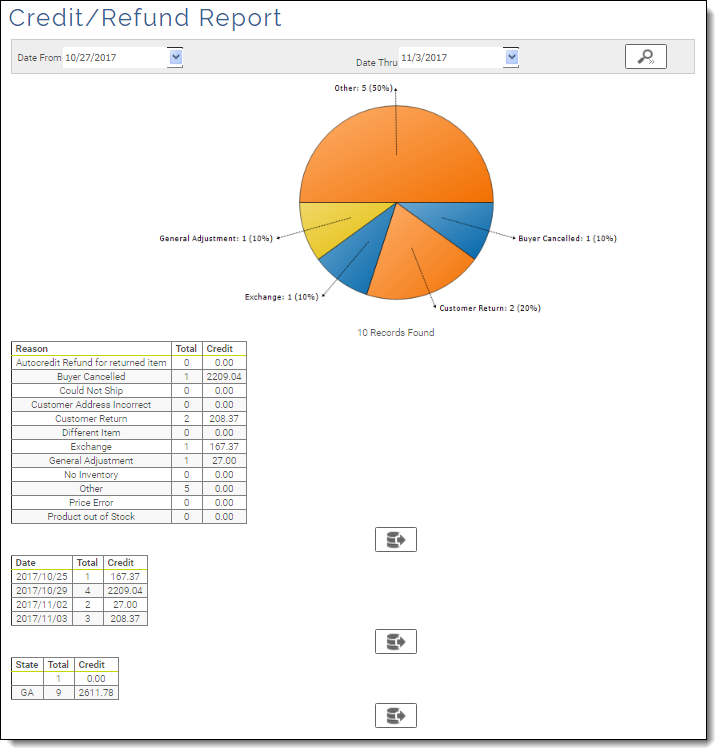 Credit/Refund Report
Date From 10/27/2017 Date Thru 11/3/2017
Other: 5 (50%)
General Adjustment: 1 (10%)
Buyer Cancelled: 1 (10%)
Exchange: 1 (10%)
Customer Return: 2 (20%)
10 Records Found
Reason Total Credit
Autocredit Refund for returned item 0 0.00
Buyer Cancelled 1 2209.04
Could Not Ship 0 0.00
Customer Address Incorrect 0 0.00
Customer Return 2 208.37
Different Item 0 0.00
Exchange 1 167.37
General Adjustment 1 27.00
No Inventory 0 0.00
Other 5 0.00
Price Error 0 0.00
Product out of Stock 0 0.00
Date Total Credit
2017/10/25 1 167.37
2017/10/29 4 2209.04
2017/11/02 2 27.00
2017/11/03 3 208.37
State Total Credit
1 0.00
GA 9 2611.78